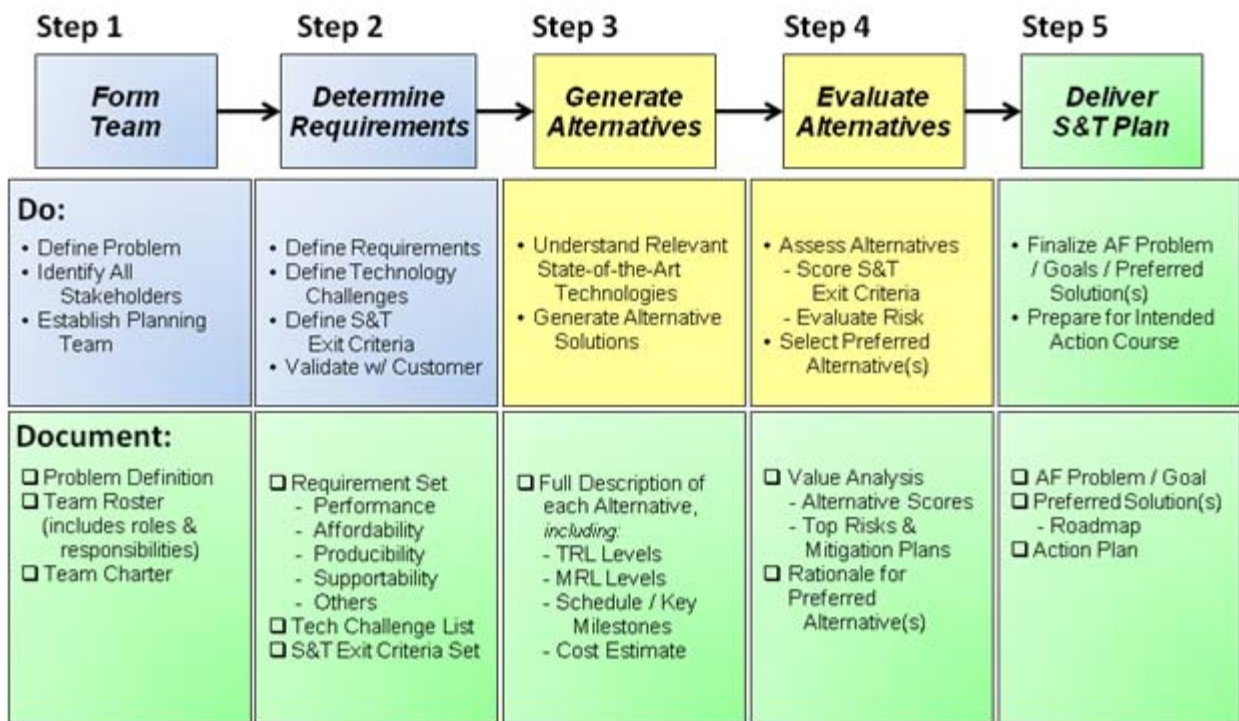 Step 1
Step 2
Step 3
Step 4
Step 5
Form
Team
Determine
Requirements
Generate
Alternatives
Evaluate
Alternatives
Deliver
S&T Plan
Do:
• Define Problem
• Identify All
Stakeholders
• Establish Planning
Team
• Define Requirements
• Define Technology
Challenges
• Define S&T
Exit Criteria
• Validate w/ Customer
• Understand Relevant
State-of-the-Art
Technologies
• Generate Alternative
Solutions
• Assess Alternatives
- Score S&T
Exit Criteria
- Evaluate Risk
• Select Preferred
Alternative(s)
• Finalize AF Problem
/ Goals / Preferred
Solution(s)
• Prepare for Intended
Action Course
Document:
❑ Problem Definition
❑ Team Roster
(includes roles &
responsibilities)
❑ Team Charter
❑ Requirement Set
- Performance
- Affordability
- Producibility
- Supportability
- Others
❑ Tech Challenge List
❑ S&T Exit Criteria Set
❑ Full Description of
each Alternative,
including:
- TRL Levels
- MRL Levels
- Schedule / Key
Milestones
- Cost Estimate
❑ Value Analysis
- Alternative Scores
- Top Risks &
Mitigation Plans
❑ Rationale for
Preferred
Alternative(s)
❑ AF Problem / Goal
❑ Preferred Solution(s)
- Roadmap
❑ Action Plan